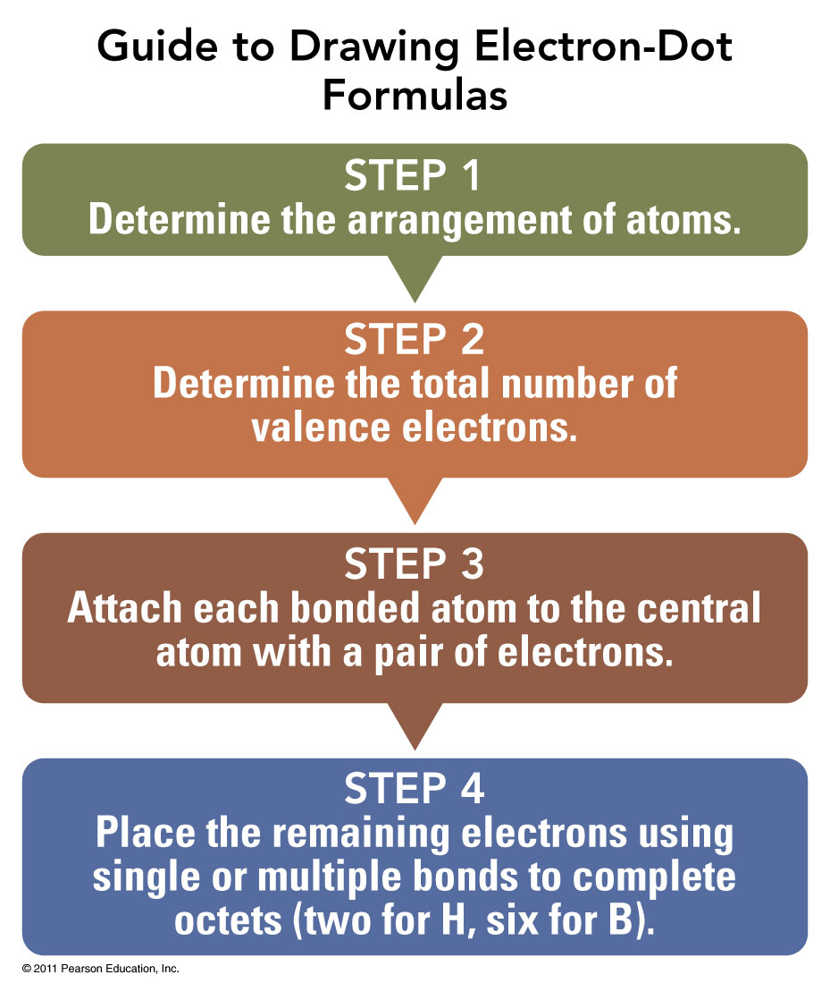 Guide to Drawing Electron-Dot
Formulas
STEP 1
Determine the arrangement of atoms.
STEP 2
Determine the total number of
valence electrons.
STEP 3
Attach each bonded atom to the central
atom with a pair of electrons.
STEP 4
Place the remaining electrons using
single or multiple bonds to complete
octets (two for H, six for B).
© 2011 Pearson Education, Inc.